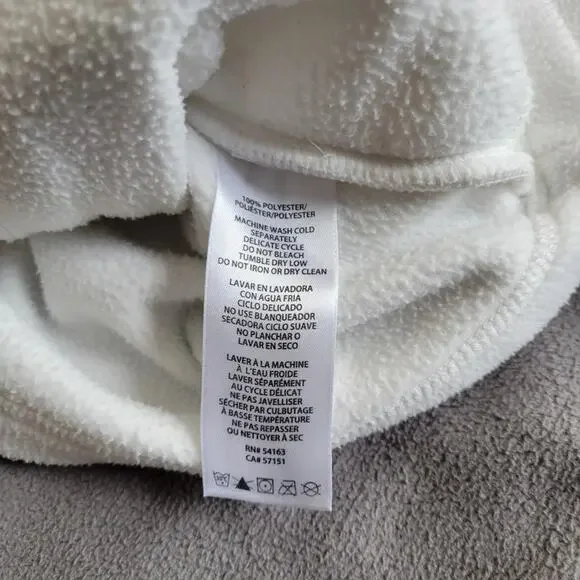 100% POLYESTER/
POLIÉSTER/POLYESTER
MACHINE WASH COLD
SEPARATELY
DELICATE CYCLE
DO NOT BLEACH
TUMBLE DRY LOW
DO NOT IRON OR DRY CLEAN
LAVAR EN LAVADORA
CON AGUA FRIA
CICLO DELICADO
NO USE BLANQUEADOR
SECADORA CICLO SUAVE
NO PLANCHAR O
LAVAR EN SECO
LAVER À LA MACHINE
À L'EAU FROIDE
LAVER SÉPARÉMENT
AU CYCLE DÉLICAT
NE PAS JAVELLISER
SÉCHER PAR CULBUTAGE
À BASSE TEMPÉRATURE
NE PAS REPASSER
OU NETTOYER À SEC
RN# 54163
CA# 57151